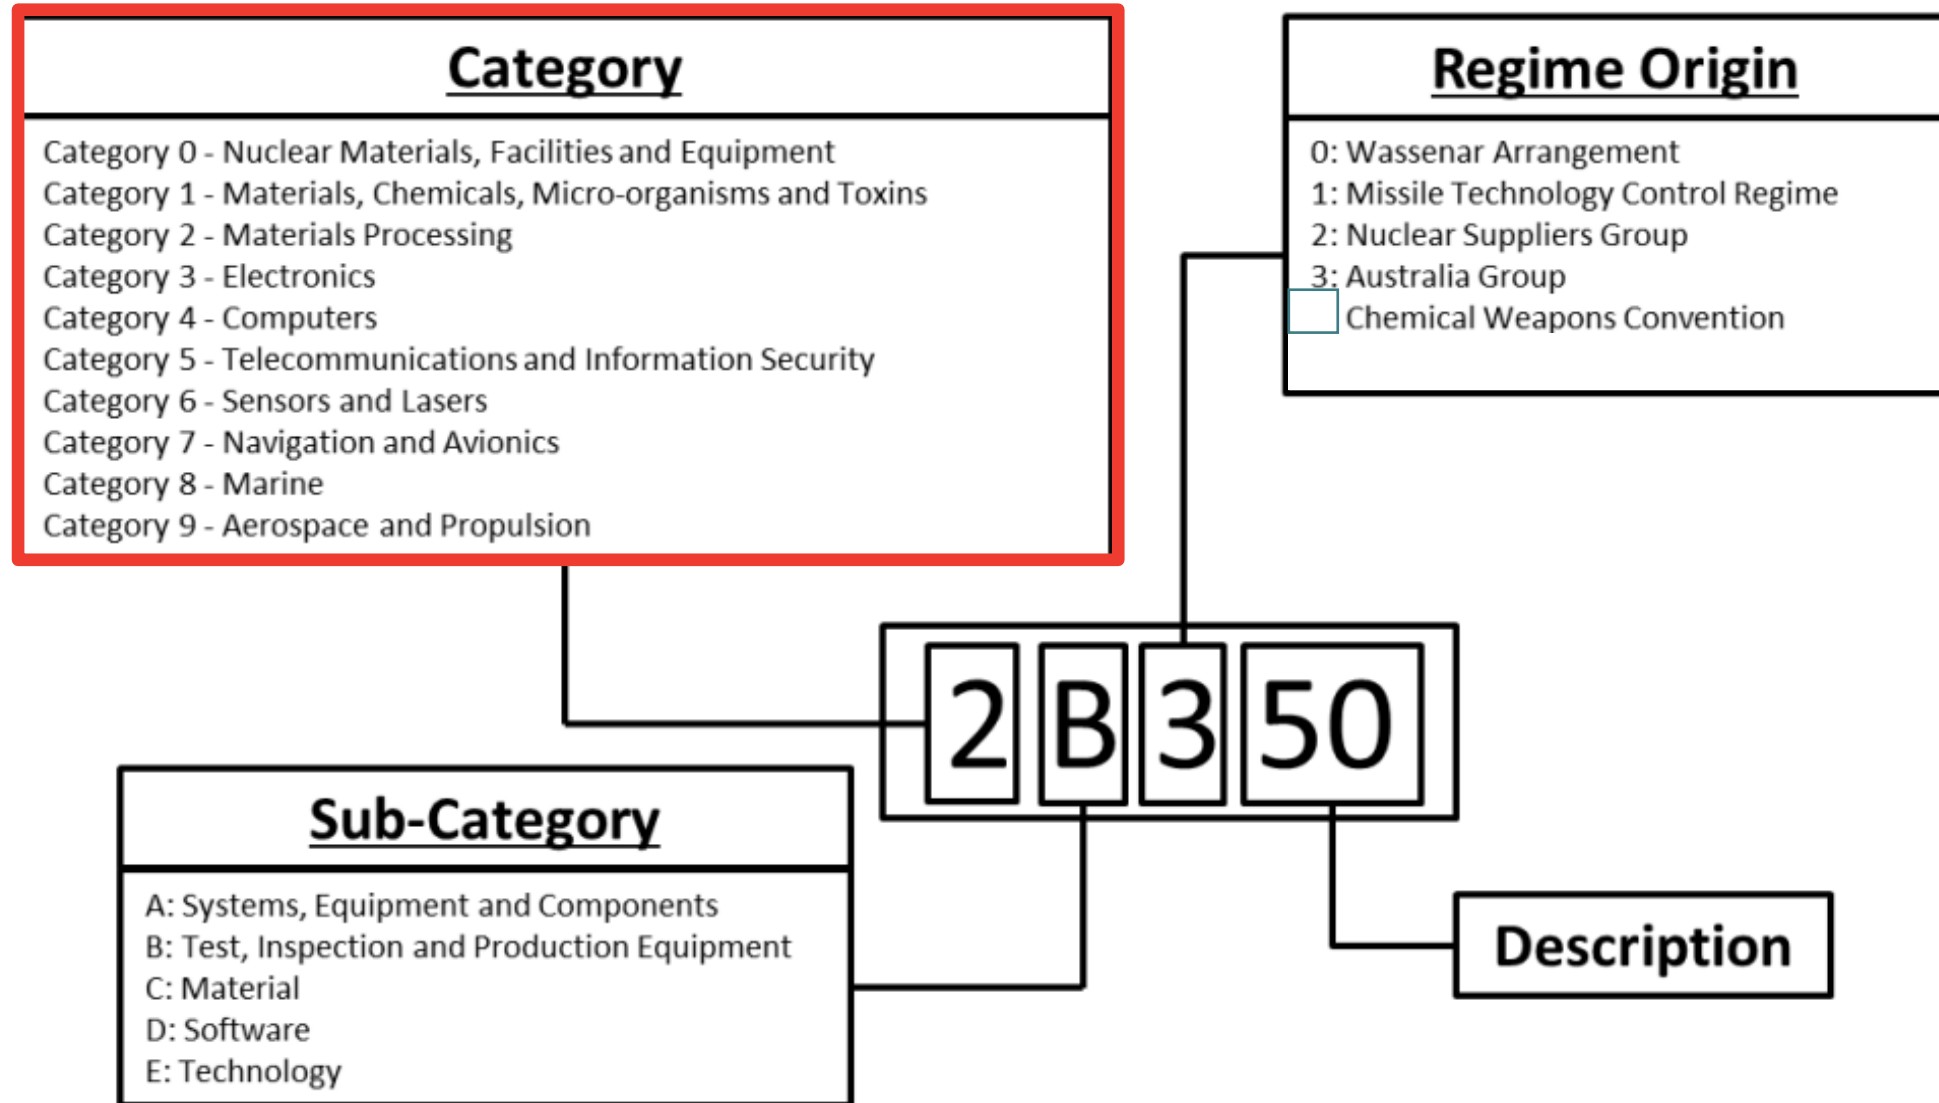 Category
Category 0 - Nuclear Materials, Facilities and Equipment
Category 1 - Materials, Chemicals, Micro-organisms and Toxins
Category 2 - Materials Processing
Category 3 - Electronics
Category 4 - Computers
Category 5 - Telecommunications and Information Security
Category 6 - Sensors and Lasers
Category 7 - Navigation and Avionics
Category 8 - Marine
Category 9 - Aerospace and Propulsion
Regime Origin
0: Wassenar Arrangement
1: Missile Technology Control Regime
2: Nuclear Suppliers Group
3: Australia Group
Chemical Weapons Convention
2 B 3 50
Sub-Category
A: Systems, Equipment and Components
B: Test, Inspection and Production Equipment
C: Material
D: Software
E: Technology
Description